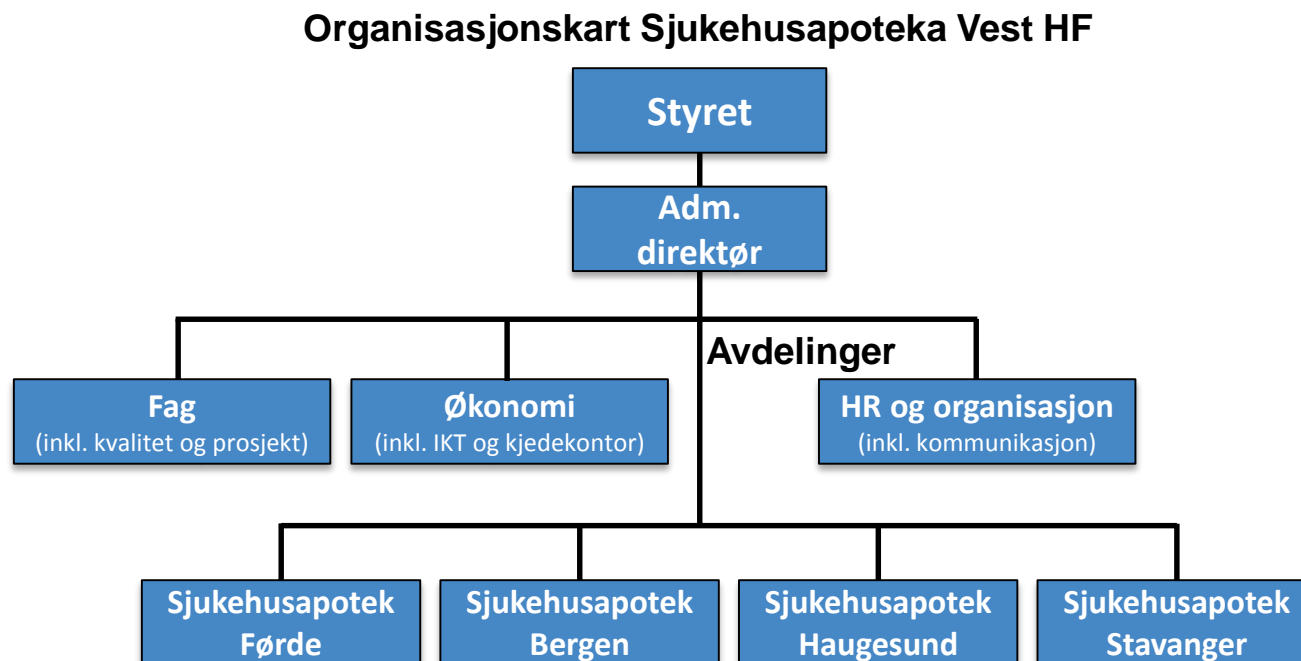 Organisasjonskart Sjukehusapoteka Vest HF
Styret
Adm.
direktør
Avdelinger
Fag
(inkl. kvalitet og prosjekt)
Økonomi
(inkl. IKT og kjedekontor)
HR og organisasjon
(inkl. kommunikasjon)
Sjukehusapotek
Førde
Sjukehusapotek
Bergen
Sjukehusapotek
Haugesund
Sjukehusapotek
Stavanger